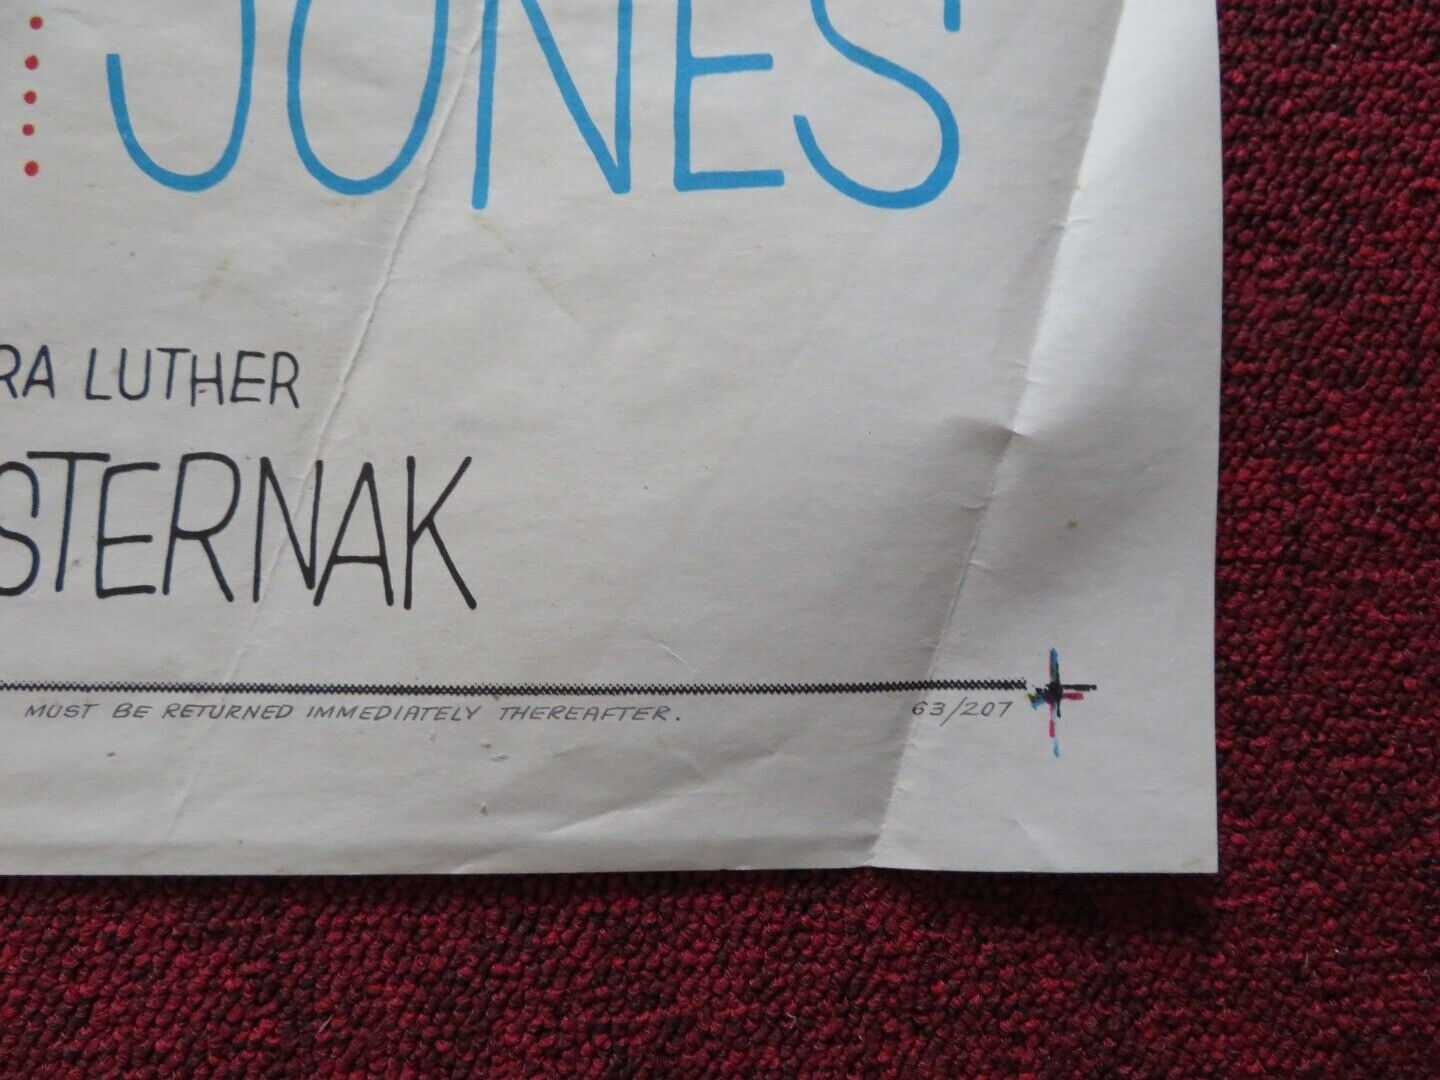 JONES
RA LUTHER
STERNAK
MUST BE RETURNED IMMEDIATELY THEREAFTER. 63/207